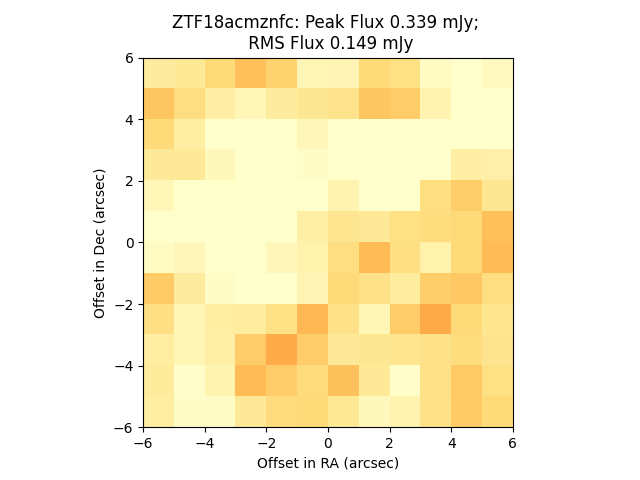 ZTF18acmznfc: Peak Flux 0.339 mJy;
RMS Flux 0.149 mJy
6
4
2
0
−2
−4
−6
Offset in Dec (arcsec)
−6 −4 −2 0 2 4 6
Offset in RA (arcsec)